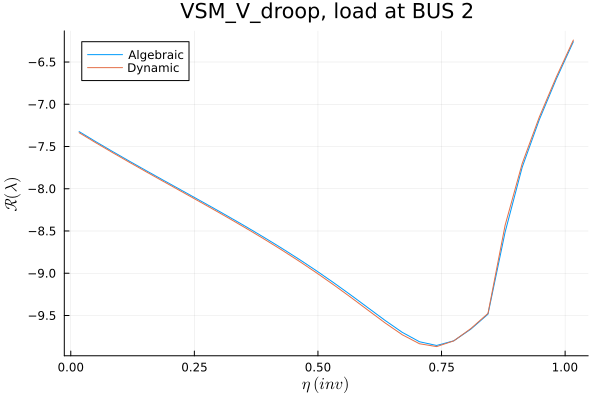 VSM_V_droop, load at BUS 2
Algebraic
Dynamic
-6.5
-7.0
-7.5
-8.0
-8.5
-9.0
-9.5
ℛ(λ)
0.00
0.25
0.50
0.75
1.00
η (inv)